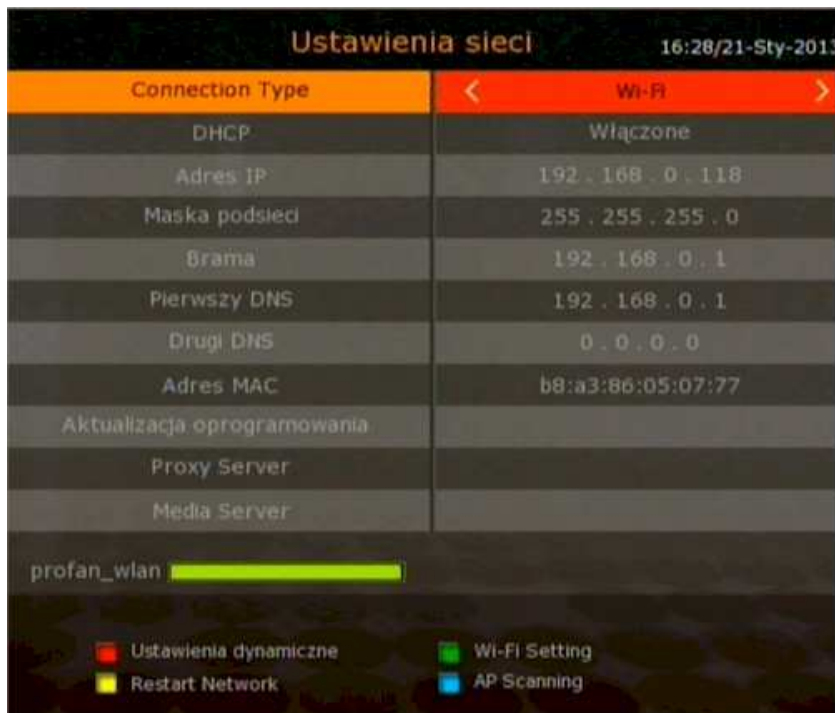 Ustawienia sieci 16:28/21-Sty-2013
Connection Type Wi-Fi
DHCP Włączone
Adres IP 192 . 168 . 0 . 118
Maska podsieci 255 . 255 . 255 . 0
Brama 192 . 168 . 0 . 1
Pierwszy DNS 192 . 168 . 0 . 1
Drugi DNS 0 . 0 . 0 . 0
Adres MAC b8:a3:86:05:07:77
Aktualizacja oprogramowania
Proxy Server
Media Server
profan_wlan
Ustawienia dynamiczne Wi-Fi Setting
Restart Network AP Scanning